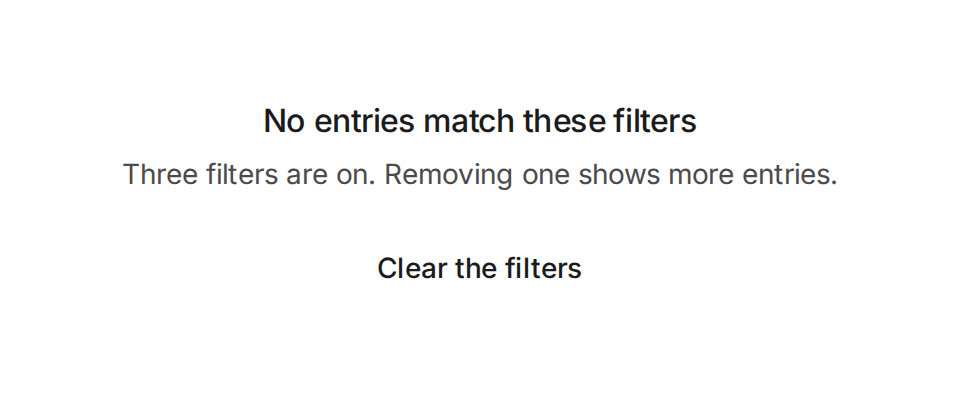 No entries match these filters
Three filters are on. Removing one shows more entries.
Clear the filters